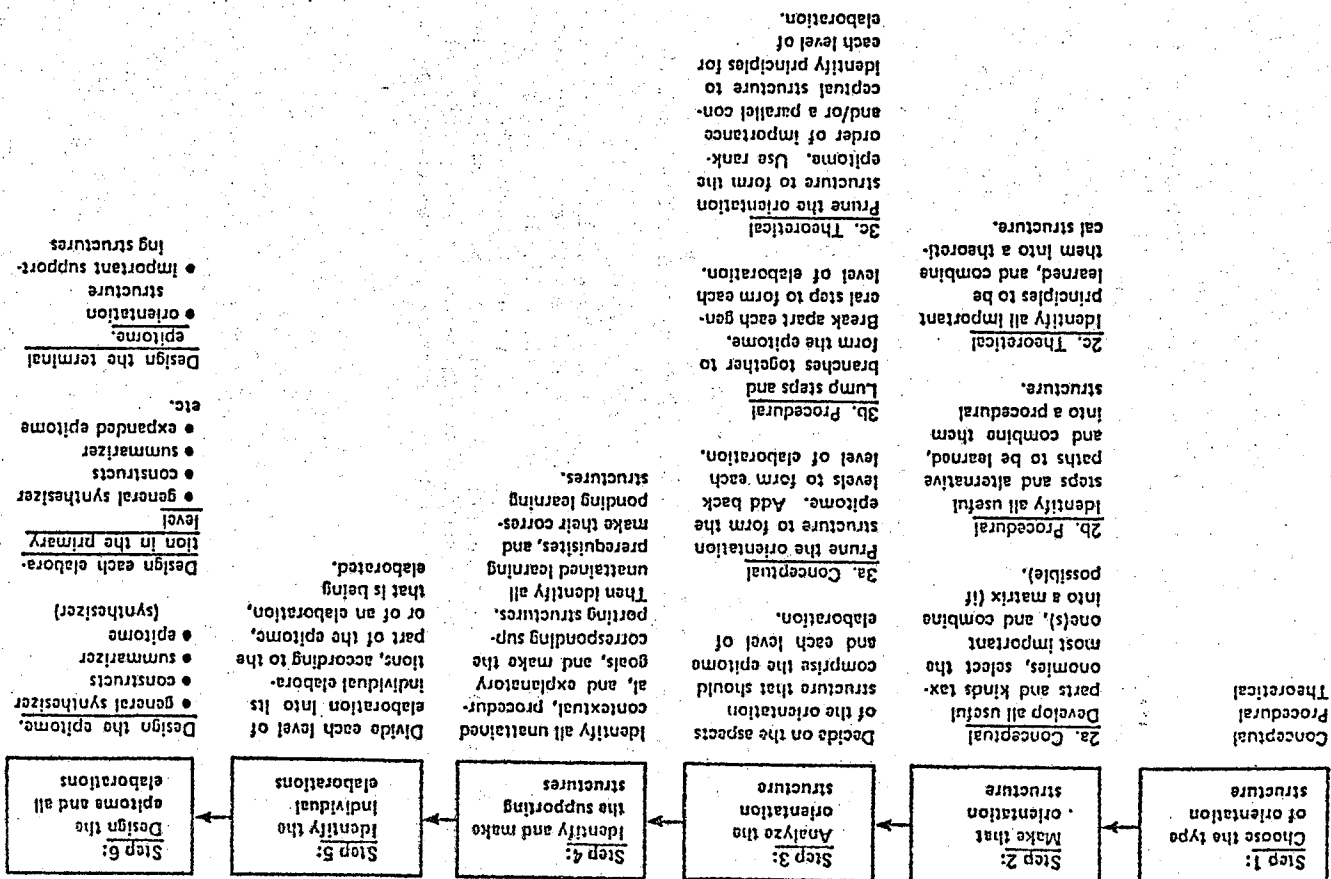 Step 1:
Choose the type
of orientation
structure
Conceptual
Procedural
Theoretical
Step 2:
Make that
orientation
structure
2a. Conceptual
Develop all useful
parts and kinds tax-
onomies, select the
most important
one(s), and combine
into a matrix (if
possible).
2b. Procedural
Identify all useful
steps and alternative
paths to be learned,
and combine them
into a procedural
structure.
2c. Theoretical
Identify all important
principles to be
learned, and combine
them into a theoreti-
cal structure.
Step 3:
Analyze the
orientation
structure
Decide on the aspects
of the orientation
structure that should
comprise the epitome
and each level of
elaboration.
3a. Conceptual
Prune the orientation
structure to form the
epitome. Add back
levels to form each
level of elaboration.
3b. Procedural
Lump steps and
branches together to
form the epitome.
Break apart each gen-
eral step to form each
level of elaboration.
3c. Theoretical
Prune the orientation
structure to form the
epitome. Use rank-
order of importance
and/or a parallel con-
ceptual structure to
identify principles for
each level of
elaboration.
Step 4:
Identify and make
the supporting
structures
Identify all unattained
contextual, procedur-
al, and explanatory
goals, and make the
corresponding sup-
porting structures.
Then identify all
unattained learning
prerequisites, and
make their corres-
ponding learning
structures.
Step 5:
Identify the
individual
elaborations
Divide each level of
elaboration into its
individual elabora-
tions, according to the
part of the epitome,
or of an elaboration,
that is being
elaborated.
Step 6:
Design the
epitome and all
elaborations
Design the epitome.
• general synthesizer
• constructs
• summarizer
• epitome
(synthesizer)
Design each elabora-
tion in the primary
level
• general synthesizer
• constructs
• summarizer
• expanded epitome
etc.
Design the terminal
epitome.
• orientation
structure
• important support-
ing structures